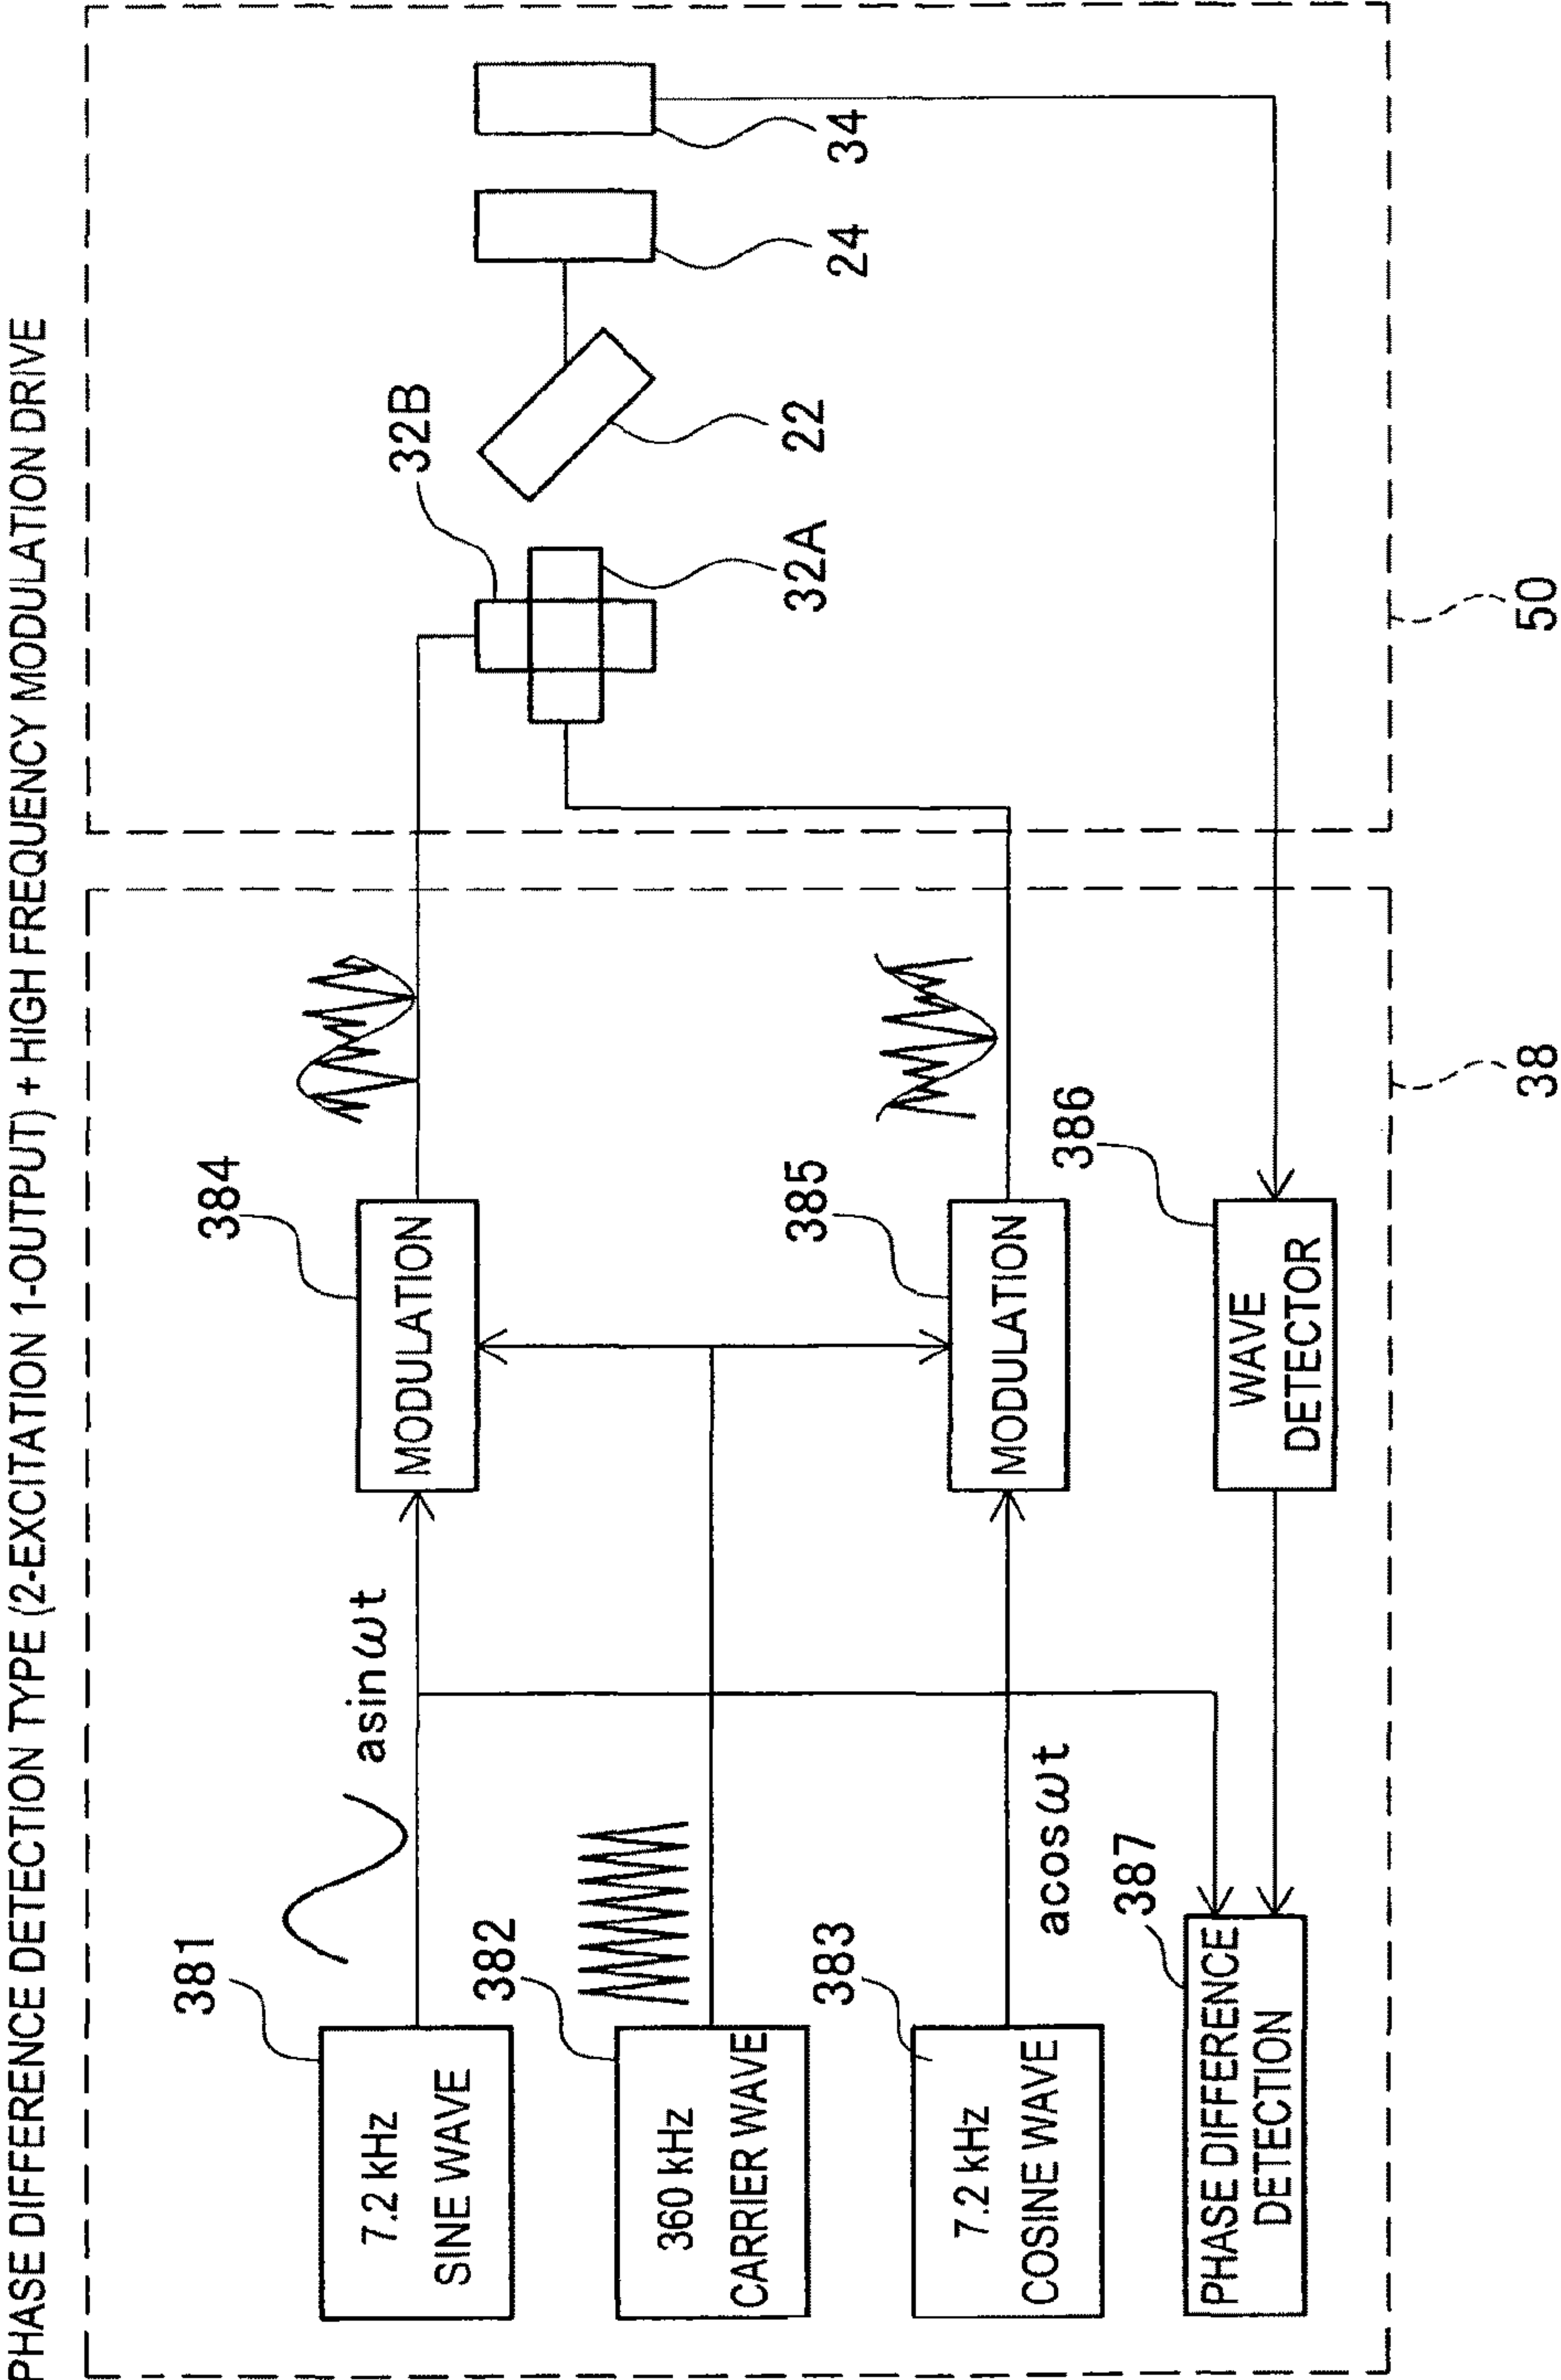 PHASE DIFFERENCE DETECTION TYPE (2-EXCITATION 1-OUTPUT) + HIGH FREQUENCY MODULATION DRIVE
381
7.2 kHz
SINE WAVE
asinωt
384
MODULATION
382
360 kHz
CARRIER WAVE
383
7.2 kHz
COSINE WAVE
acosωt
385
MODULATION
387
PHASE DIFFERENCE
DETECTION
386
WAVE
DETECTOR
38
32B
32A
22
24
34
50